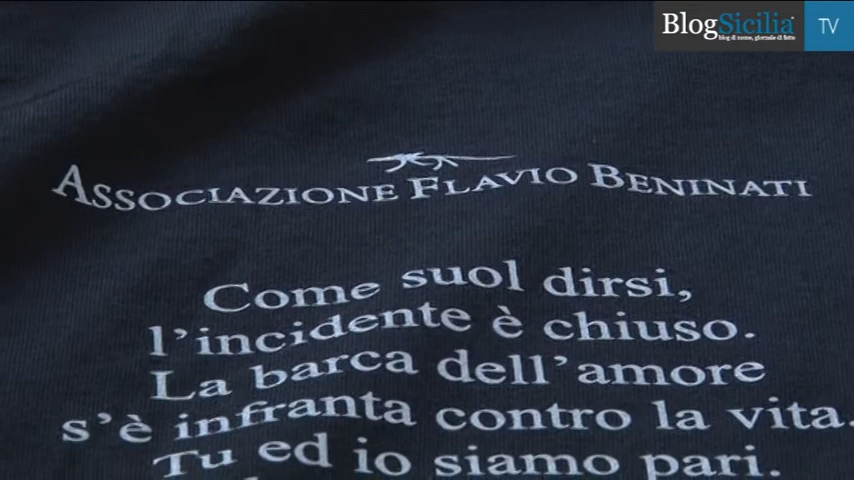 BlogSicilia
TV
blog di nome, giornale di fatto
Associazione Flavio Beninati
Come suol dirsi,
l'incidente è chiuso.
La barca dell'amore
s'è infranta contro la vita.
Tu ed io siamo pari.